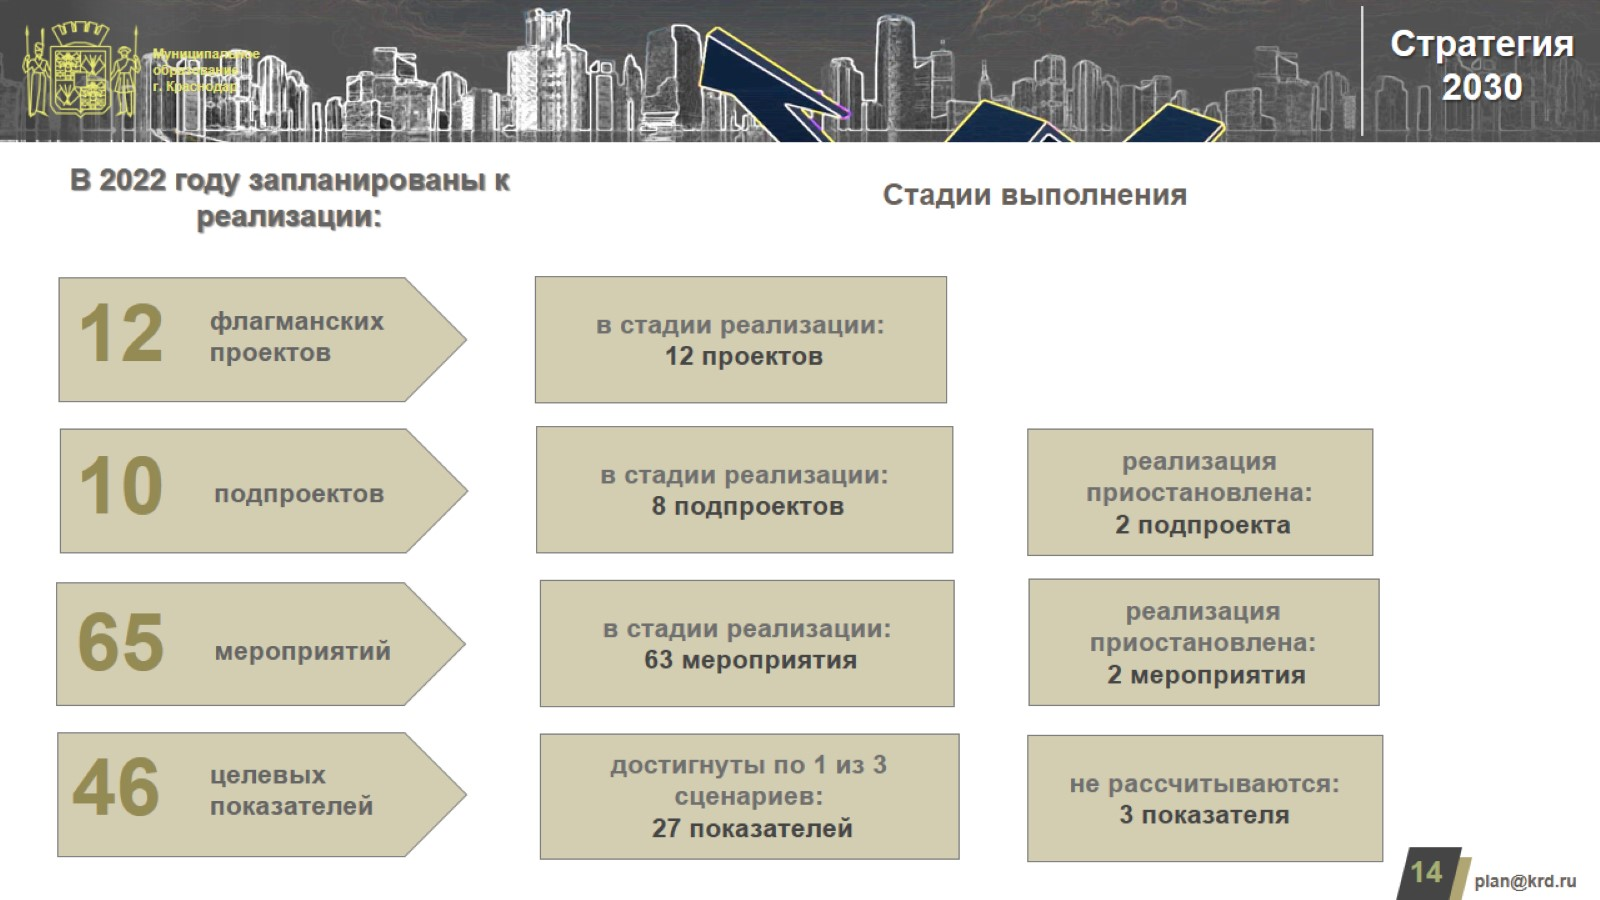 Муниципальное
образование
г. Краснодар
Стратегия
2030
В 2022 году запланированы к
реализации:
Стадии выполнения
12
флагманских
проектов
в стадии реализации:
12 проектов
10
подпроектов
в стадии реализации:
8 подпроектов
реализация
приостановлена:
2 подпроекта
65
мероприятий
в стадии реализации:
63 мероприятия
реализация
приостановлена:
2 мероприятия
46
целевых
показателей
достигнуты по 1 из 3
сценариев:
27 показателей
не рассчитываются:
3 показателя
14
plan@krd.ru